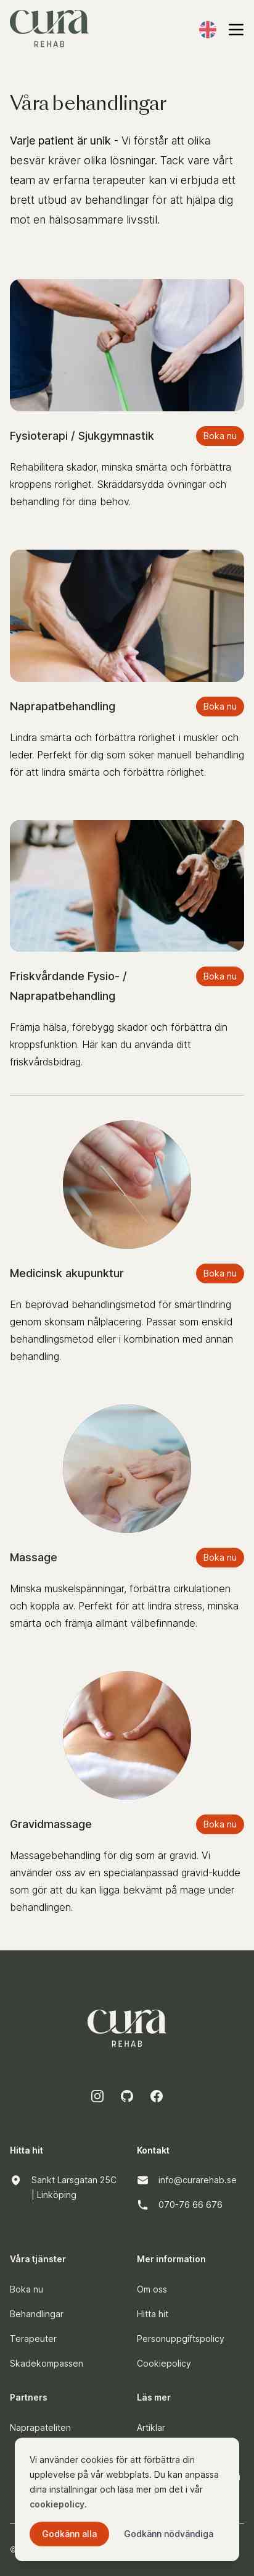 cura
REHAB
Våra behandlingar
Varje patient är unik - Vi förstår att olika
besvär kräver olika lösningar. Tack vare vårt
team av erfarna terapeuter kan vi erbjuda ett
brett utbud av behandlingar för att hjälpa dig
mot en hälsosammare livsstil.
Fysioterapi / Sjukgymnastik
Boka nu
Rehabilitera skador, minska smärta och förbättra
kroppens rörlighet. Skräddarsydda övningar och
behandling för dina behov.
Naprapatbehandling
Boka nu
Lindra smärta och förbättra rörlighet i muskler och
leder. Perfekt för dig som söker manuell behandling
för att lindra smärta och förbättra rörlighet.
Friskvårdande Fysio- /
Naprapatbehandling
Boka nu
Främja hälsa, förebygg skador och förbättra din
kroppsfunktion. Här kan du använda ditt
friskvårdsbidrag.
Medicinsk akupunktur
Boka nu
En beprövad behandlingsmetod för smärtlindring
genom skonsam nålplacering. Passar som enskild
behandlingsmetod eller i kombination med annan
behandling.
Massage
Boka nu
Minska muskelspänningar, förbättra cirkulationen
och koppla av. Perfekt för att lindra stress, minska
smärta och främja allmänt välbefinnande.
Gravidmassage
Boka nu
Massagebehandling för dig som är gravid. Vi
använder oss av en specialanpassad gravid-kudde
som gör att du kan ligga bekvämt på mage under
behandlingen.
cura
REHAB
Hitta hit
Sankt Larsgatan 25C
| Linköping
Kontakt
info@curarehab.se
070-76 66 676
Våra tjänster
Boka nu
Behandlingar
Terapeuter
Skadekompassen
Mer information
Om oss
Hitta hit
Personuppgiftspolicy
Cookiepolicy
Partners
Naprapateliten
Läs mer
Artiklar
Vi använder cookies för att förbättra din
upplevelse på vår webbplats. Du kan anpassa
dina inställningar och läsa mer om det i vår
cookiepolicy.
Godkänn alla
Godkänn nödvändiga
©